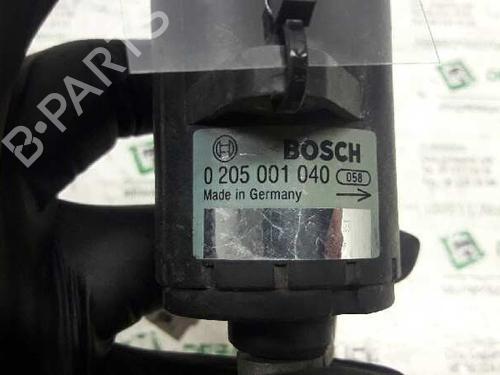 B-PARTS
BOSCH
0 205 001 040 058
Made in Germany